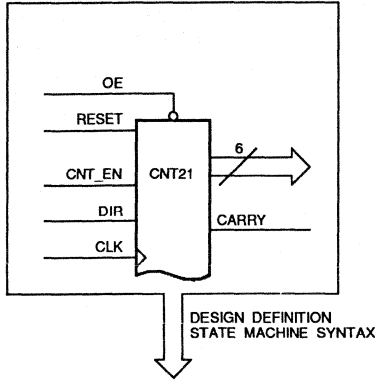 OE
RESET
6
CNT_EN
CNT21
DIR
CARRY
CLK
DESIGN DEFINITION
STATE MACHINE SYNTAX